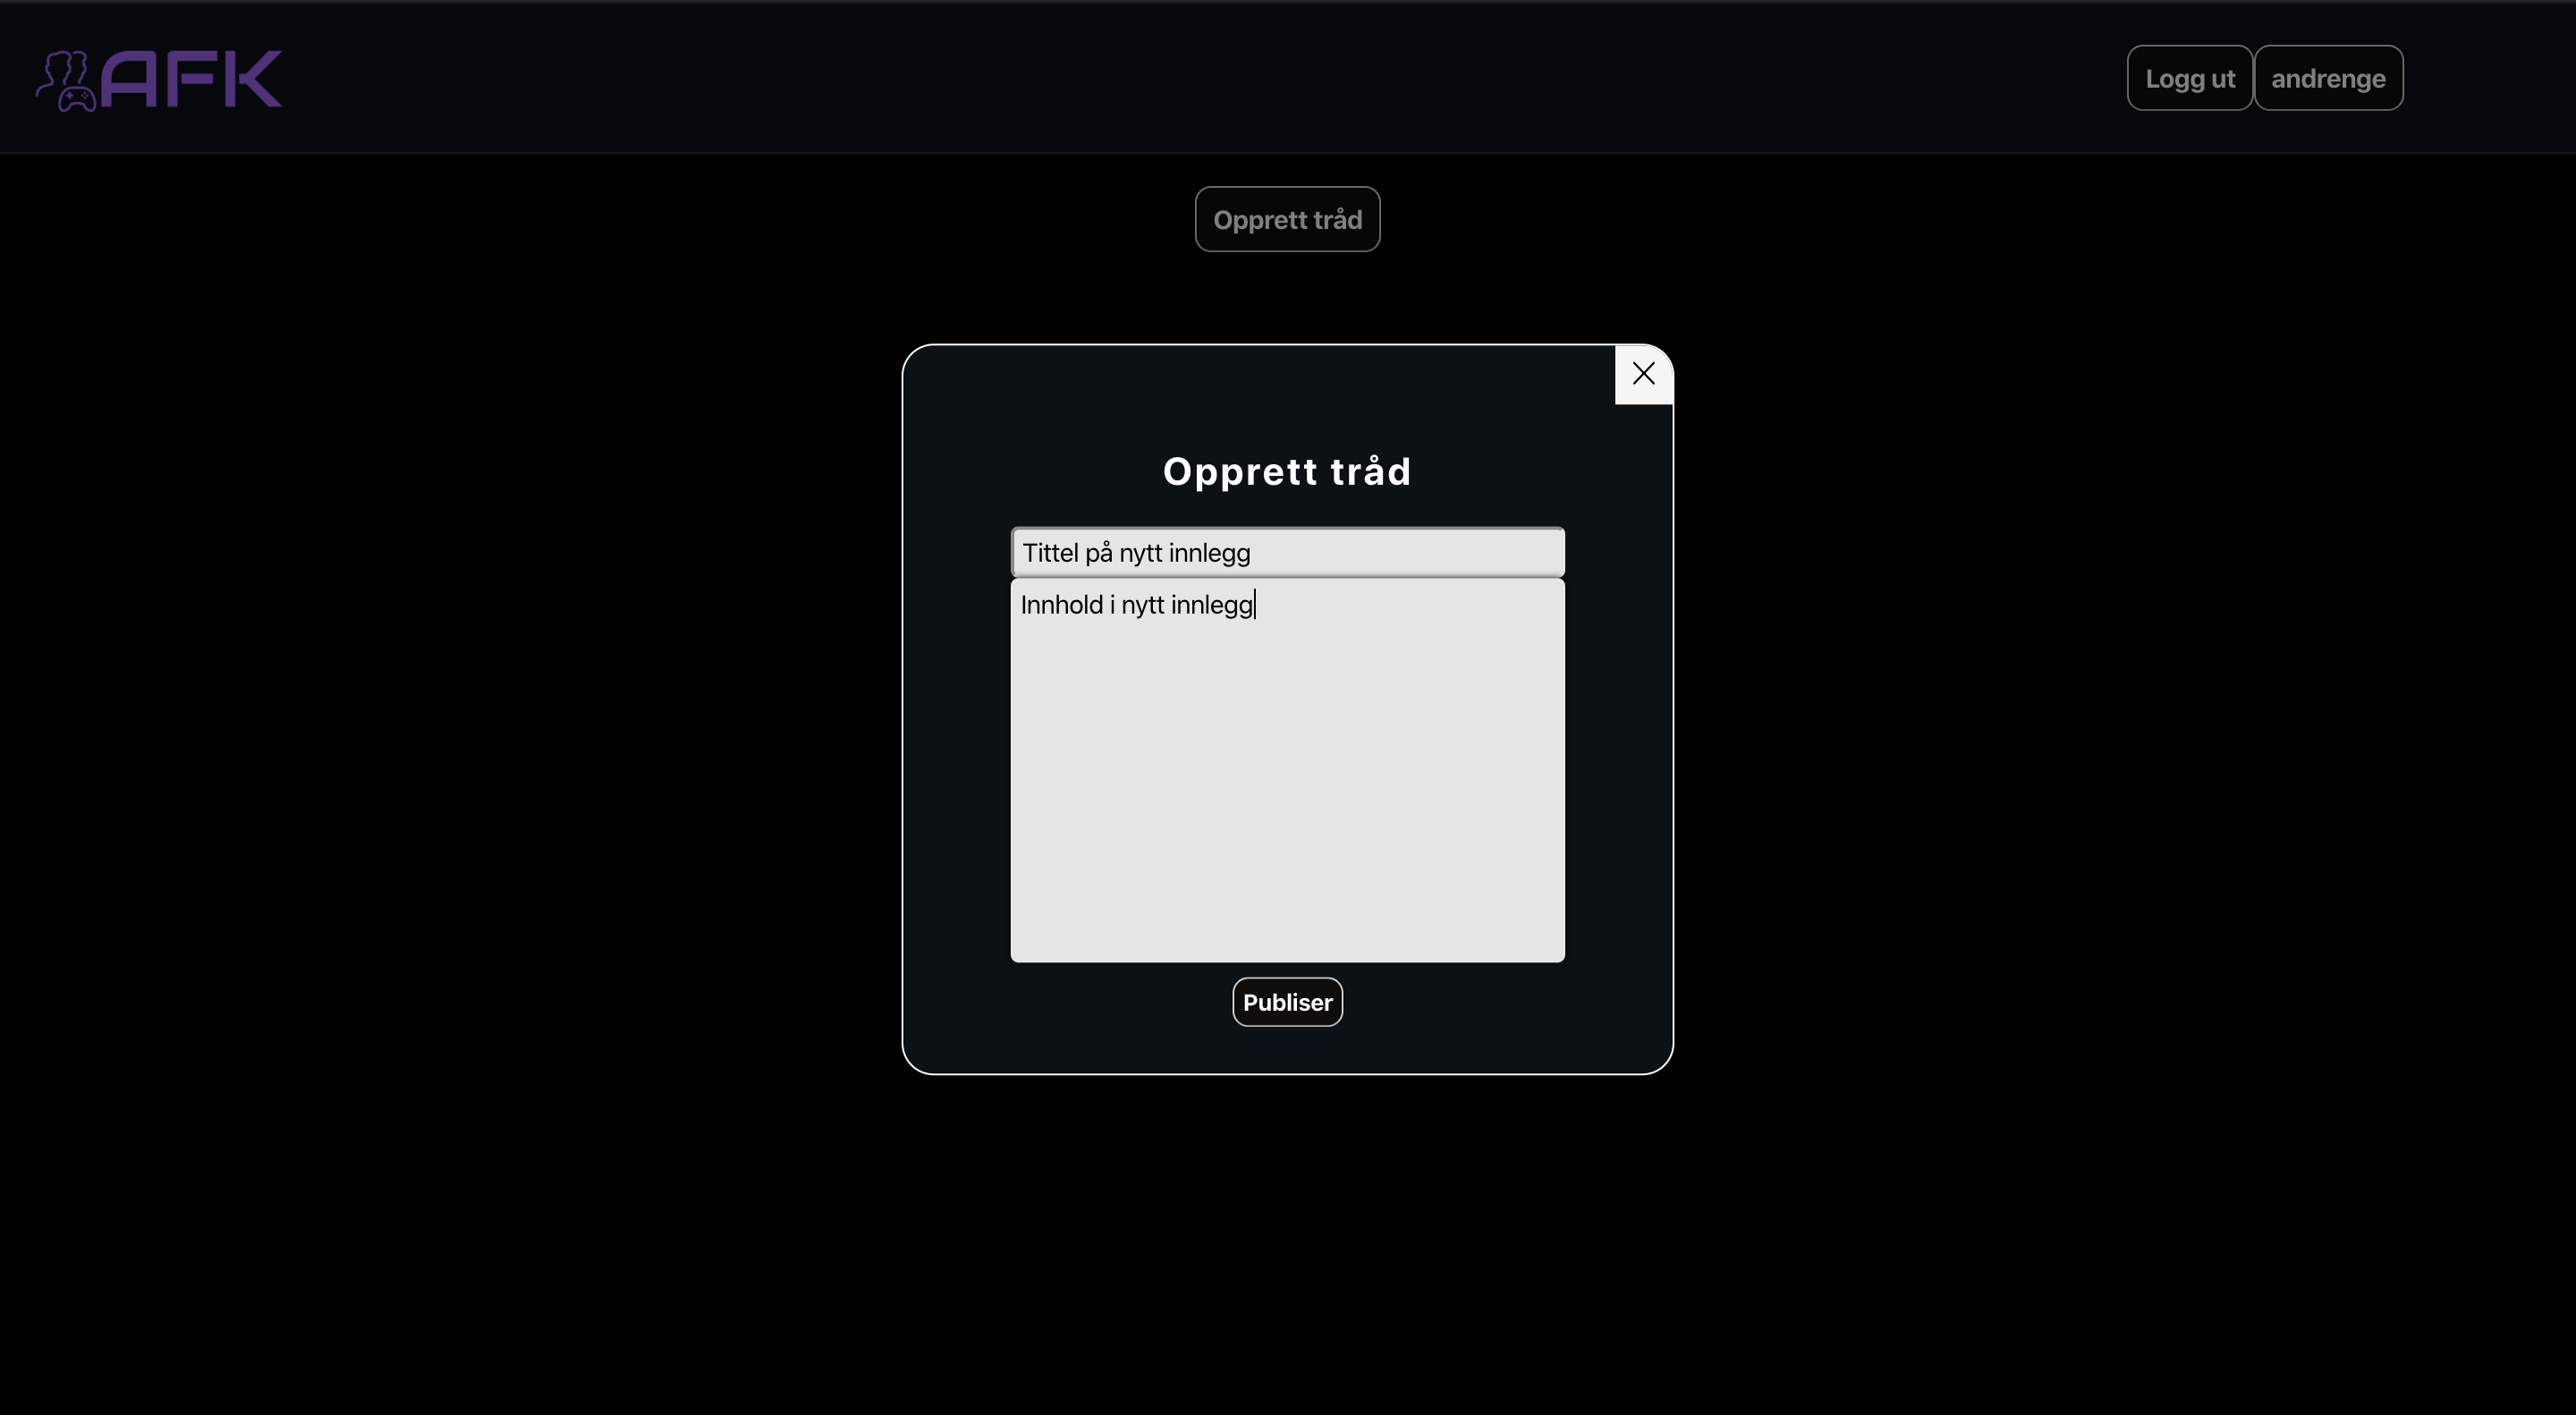 AFK
Logg ut
andrenge
Opprett tråd
Opprett tråd
Tittel på nytt innlegg
Innhold i nytt innlegg
Publiser